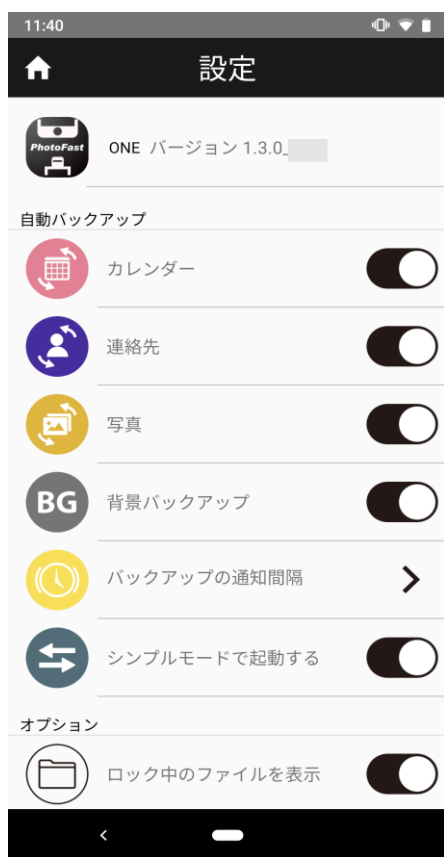 11:40
設定
PhotoFast
ONE バージョン 1.3.0_
自動バックアップ
カレンダー
連絡先
写真
BG
背景バックアップ
バックアップの通知間隔
シンプルモードで起動する
オプション
ロック中のファイルを表示